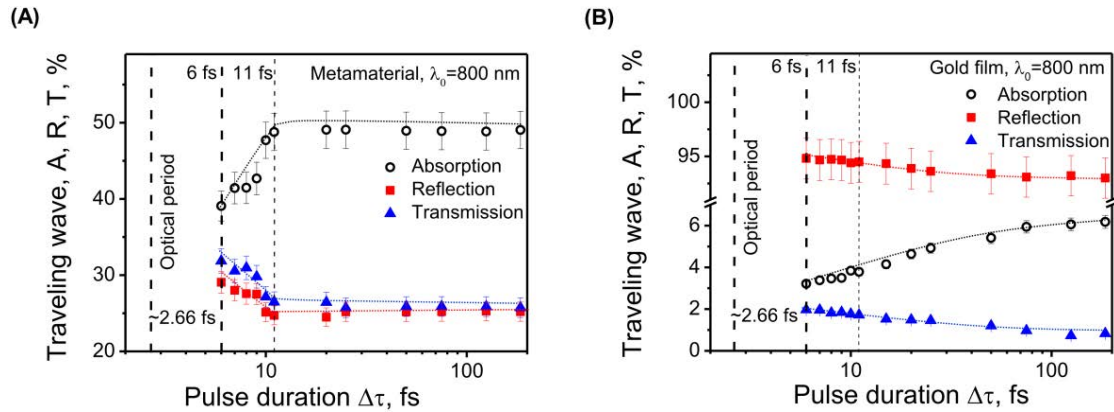 (A)
Traveling wave, A, R, T, %
50
40
30
20
6 fs
11 fs
Metamaterial, λ0=800 nm
Optical period
~2.66 fs
Absorption
Reflection
Transmission
10
100
Pulse duration Δτ, fs
(B)
Traveling wave, A, R, T, %
100
95
6
4
2
0
6 fs
11 fs
Gold film, λ0=800 nm
Optical period
~2.66 fs
Absorption
Reflection
Transmission
10
100
Pulse duration Δτ, fs